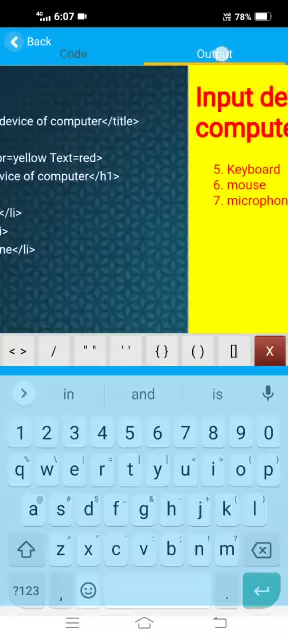 4G 6:07 78%
Back
Code Output
device of computer</title>
or=yellow Text=red>
vice of computer</h1>
</li>
i>
ne</li>
Input de
compute
5. Keyboard
6. mouse
7. microphon
< > / " " ' ' { } ( ) [] X
in and is
1 2 3 4 5 6 7 8 9 0
q w e r t y u i o p
a s d f g h j k l
z x c v b n m
?123 , .